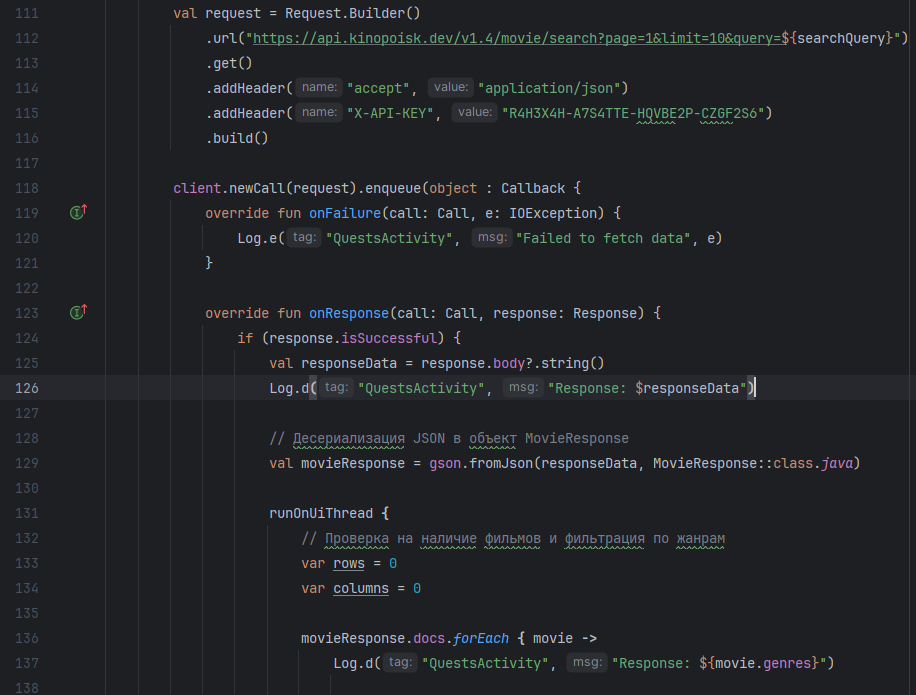 111 val request = Request.Builder()
112 .url("https://api.kinopoisk.dev/v1.4/movie/search?page=1&limit=10&query=${searchQuery}")
113 .get()
114 .addHeader( name: "accept", value: "application/json")
115 .addHeader( name: "X-API-KEY", value: "R4H3X4H-A7S4TTE-HQVBE2P-CZGF2S6")
116 .build()
117
118 client.newCall(request).enqueue(object : Callback {
119 override fun onFailure(call: Call, e: IOException) {
120 Log.e( tag: "QuestsActivity", msg: "Failed to fetch data", e)
121 }
122
123 override fun onResponse(call: Call, response: Response) {
124 if (response.isSuccessful) {
125 val responseData = response.body?.string()
126 Log.d( tag: "QuestsActivity", msg: "Response: $responseData")
127
128 // Десериализация JSON в объект MovieResponse
129 val movieResponse = gson.fromJson(responseData, MovieResponse::class.java)
130
131 runOnUiThread {
132 // Проверка на наличие фильмов и фильтрация по жанрам
133 var rows = 0
134 var columns = 0
135
136 movieResponse.docs.forEach { movie ->
137 Log.d( tag: "QuestsActivity", msg: "Response: ${movie.genres}")
138